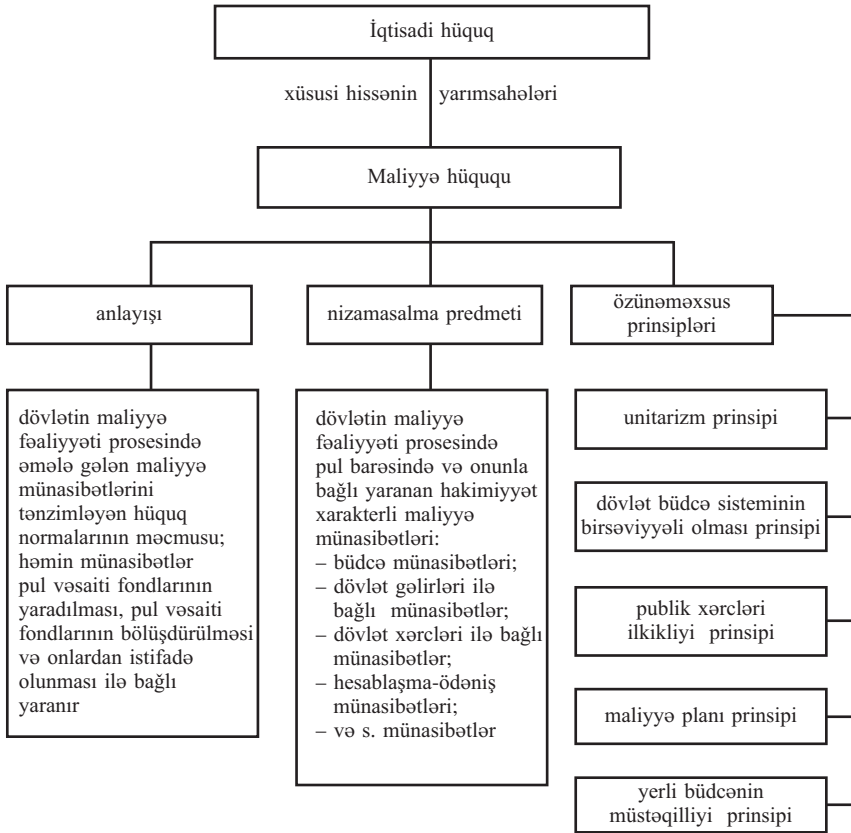 İqtisadi hüquq
xüsusi hissənin yarımsahələri
Maliyyə hüququ
anlayışı
dövlətin maliyyə
fəaliyyəti prosesində
əmələ gələn maliyyə
münasibətlərini
tənzimləyən hüquq
normalarının məcmusu;
həmin münasibətlər
pul vəsaiti fondlarının
yaradılması, pul vəsaiti
fondlarının bölüşdürülməsi
və onlardan istifadə
olunması ilə bağlı
yaranır
nizamasalma predmeti
dövlətin maliyyə
fəaliyyəti prosesində
pul barəsində və onunla
bağlı yaranan hakimiyyət
xarakterli maliyyə
münasibətləri:
– büdcə münasibətləri;
– dövlət gəlirləri ilə
bağlı münasibətlər;
– dövlət xərcləri ilə bağlı
münasibətlər;
– hesablaşma-ödəniş
münasibətləri;
– və s. münasibətlər
özünəməxsus
prinsipləri
unitarizm prinsipi
dövlət büdcə sisteminin
birsəviyyəli olması prinsipi
publik xərcləri
ilkikliyi prinsipi
maliyyə planı prinsipi
yerli büdcənin
müstəqilliyi prinsipi